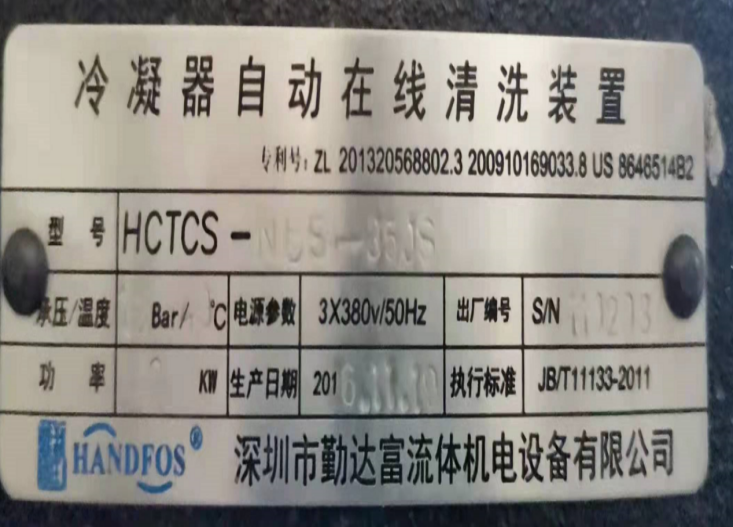 冷凝器自动在线清洗装置
专利号: ZL 201320568802.3 200910169033.8 US 8646514B2
型 号 HCTCS-
承压/温度 Bar/ ℃ 电源参数 3X380v/50Hz 出厂编号 S/N
功 率 KW 生产日期 2016.11.10 执行标准 JB/T11133-2011
HANDFOS® 深圳市勤达富流体机电设备有限公司